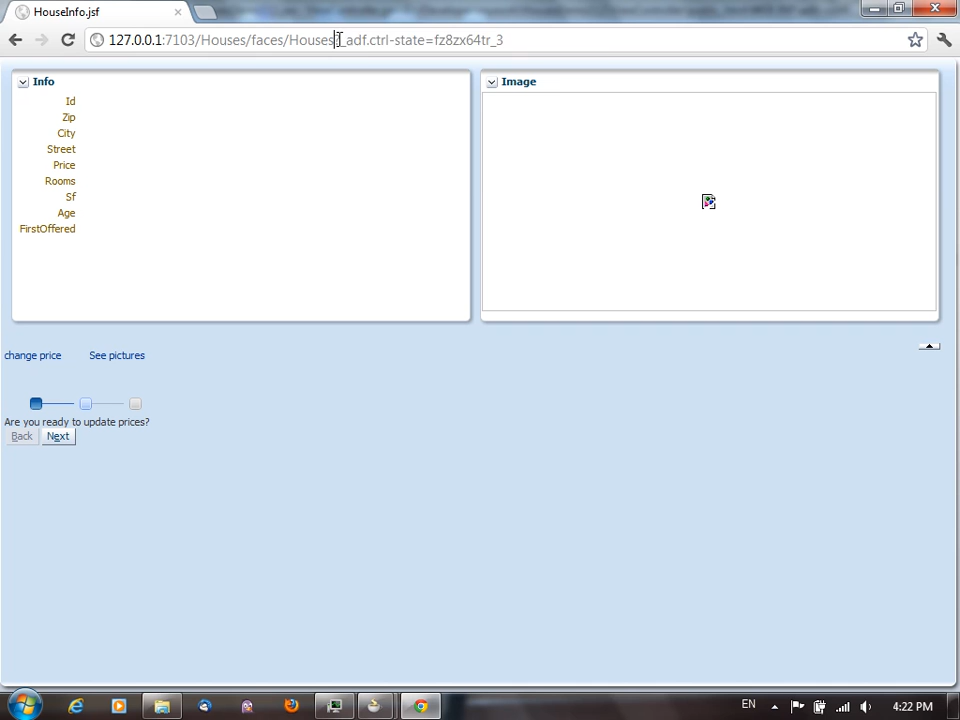 HouseInfo.jsf
127.0.0.1:7103/Houses/faces/Houses?_adf.ctrl-state=fz8zx64tr_3
Info
Image
Id
Zip
City
Street
Price
Rooms
Sf
Age
FirstOffered
change price
See pictures
Are you ready to update prices?
Back
Next
EN
4:22 PM